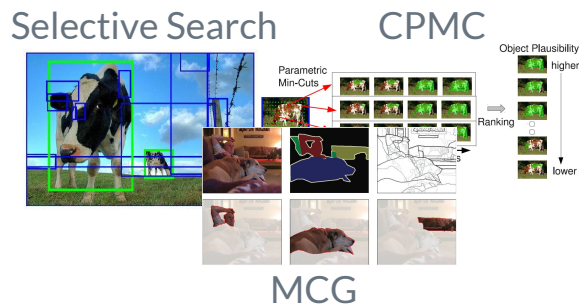 Selective Search
CPMC
Parametric
Min-Cuts
Object Plausibility
higher
Ranking
lower
MCG